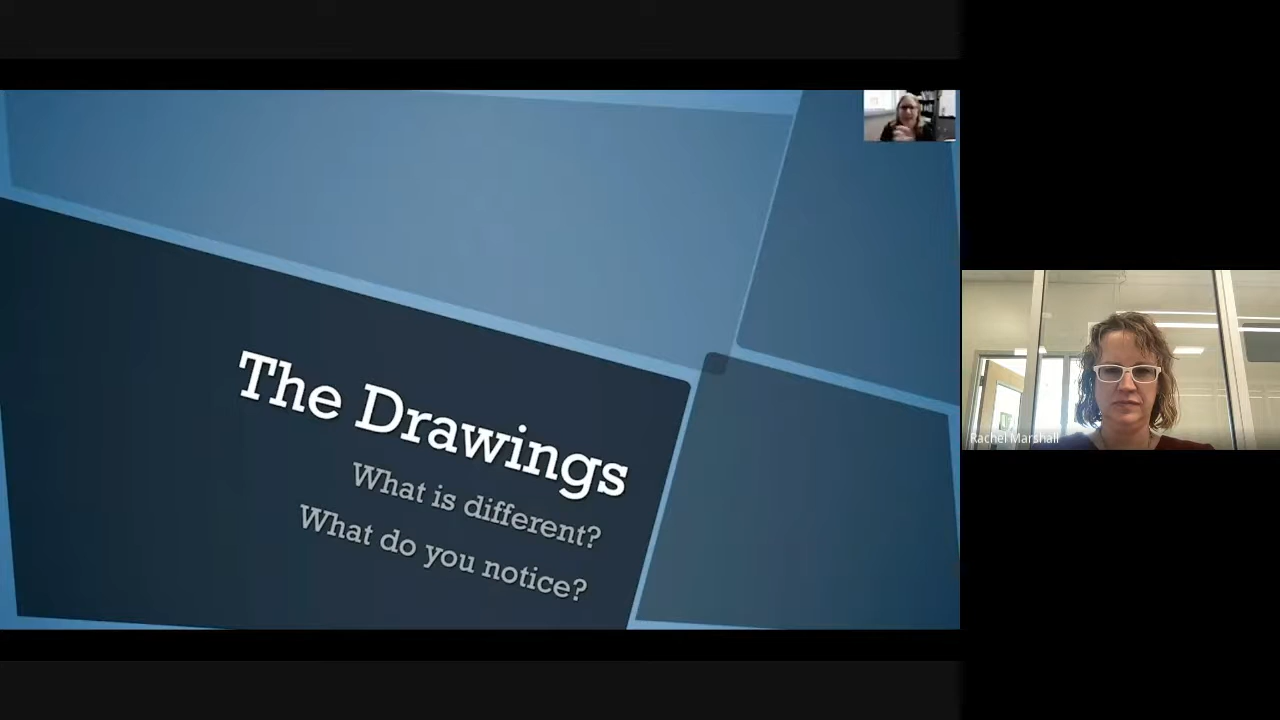 The Drawings
What is different?
What do you notice?
Rachel Marshall